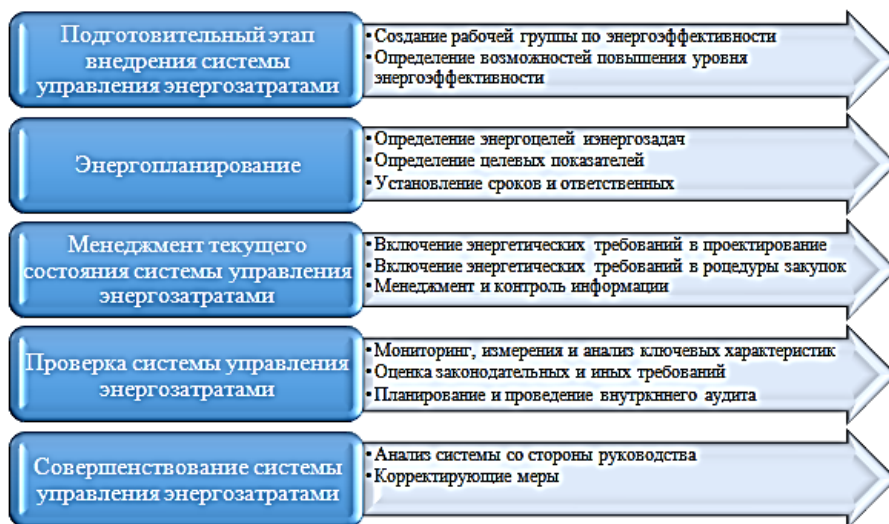 Подготовительный этап
внедрения системы
управления энергозатратами
• Создание рабочей группы по энергоэффективности
• Определение возможностей повышения уровня
энергоэффективности
Энергопланирование
• Определение энергоцелей иэнергозадач
• Определение целевых показателей
• Установление сроков и ответственных
Менеджмент текущего
состояния системы управления
энергозатратами
• Включение энергетических требований в проектирование
• Включение энергетических требований в роцедуры закупок
• Менеджмент и контроль информации
Проверка системы управления
энергозатратами
• Мониторинг, измерения и анализ ключевых характеристик
• Оценка законодательных и иных требований
• Планирование и проведение внутркннего аудита
Совершенствование системы
управления энергозатратами
• Анализ системы со стороны руководства
• Корректирующие меры